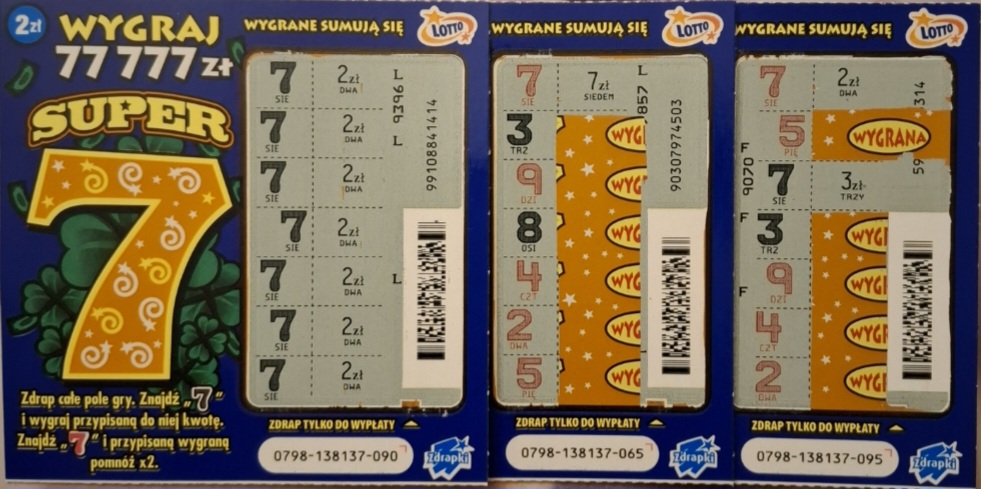 2zł
WYGRAJ
77 777 zł
SUPER
7
Zdrap całe pole gry. Znajdź „7"
i wygraj przypisaną do niej kwotę.
Znajdź „7" i przypisaną wygraną
pomnóż x2.
WYGRANE SUMUJĄ SIĘ
LOTTO
7 2zł L
SIE DWA
7 2zł
SIE DWA
L
7 2zł
SIE DWA
7 2zł
SIE DWA
7 2zł L
SIE DWA
7 2zł
SIE DWA
7 2zł
SIE DWA
99108841414
ZDRAP TYLKO DO WYPŁATY
0798-138137-090
Zdrapki
WYGRANE SUMUJĄ SIĘ
LOTTO
7 7zł L
SIE SIEDEM
857
3
TRZ
9
DZI
8
OSI
4
CZT
2
DWA
5
PIĘ
90307974503
ZDRAP TYLKO DO WYPŁATY
0798-138137-065
Zdrapki
WYGRANE SUMUJĄ SIĘ
LOTTO
7 2zł
SIE DWA
314
5 WYGRANA
PIĘ
59
F
9070
7 3zł
SIE TRZY
F
3
TRZ
9
DZI
F
4
CZT
2
DWA
ZDRAP TYLKO DO WYPŁATY
0798-138137-095
Zdrapki